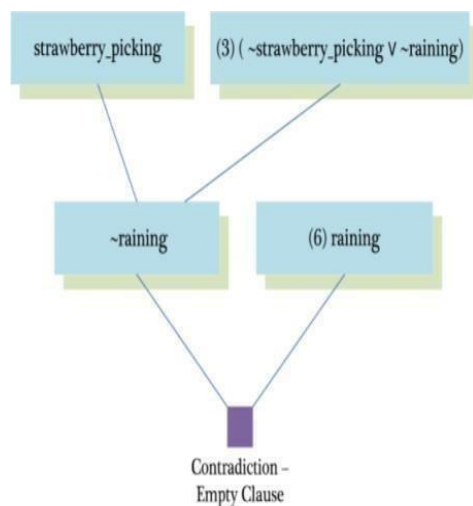 strawberry_picking
(3) ( ~strawberry_picking ∨ ~raining)
~raining
(6) raining
Contradiction –
Empty Clause